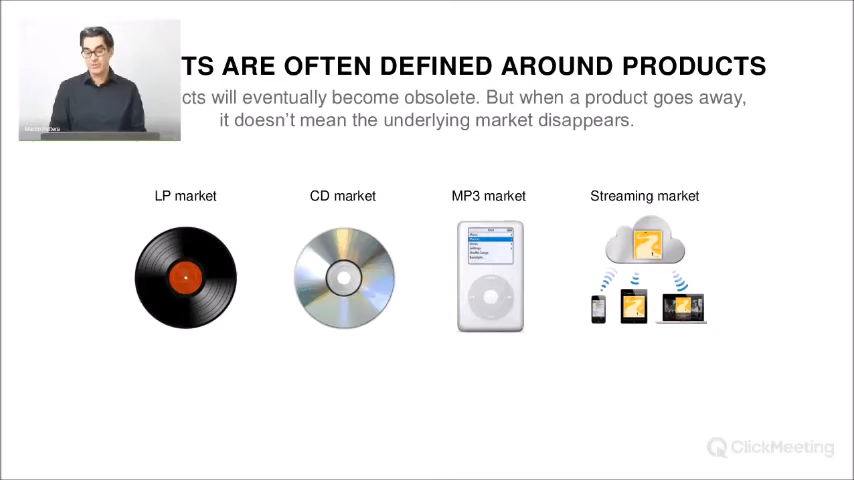 TS ARE OFTEN DEFINED AROUND PRODUCTS
cts will eventually become obsolete. But when a product goes away,
it doesn't mean the underlying market disappears.
LP market
CD market
MP3 market
Streaming market
ClickMeeting